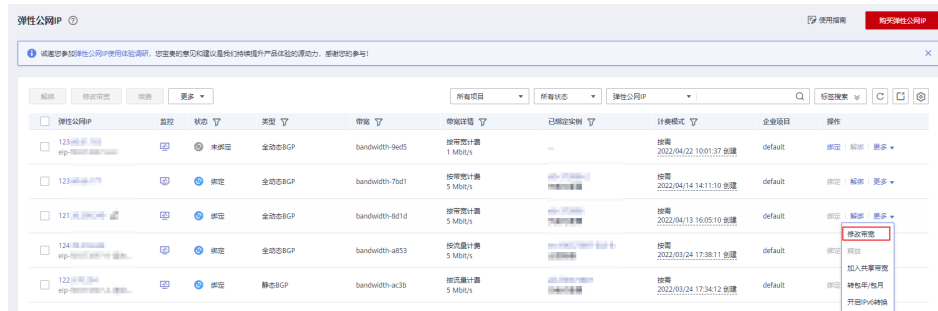 弹性公网IP
使用指南
购买弹性公网IP
诚邀您参加弹性公网IP使用体验调研，您宝贵的意见和建议是我们持续提升产品体验的源动力，感谢您的参与！
解绑 修改带宽 续费 更多
所有项目 所有状态 弹性公网IP 标签搜索
弹性公网IP 监控 状态 类型 带宽 带宽详情 已绑定实例 计费模式 企业项目 操作
123 未绑定 全动态BGP bandwidth-9ed5 按带宽计费 -- 按需 default 绑定 解绑 更多
eip- 1 Mbit/s 2022/04/22 10:01:37 创建
123 绑定 全动态BGP bandwidth-7bd1 按带宽计费 按需 default 绑定 解绑 更多
5 Mbit/s 2022/04/14 14:11:10 创建
121 绑定 全动态BGP bandwidth-8d1d 按带宽计费 按需 default 绑定 解绑 更多
5 Mbit/s 2022/04/13 16:05:10 创建
修改带宽
124 绑定 全动态BGP bandwidth-a853 按流量计费 按需 default 绑定 释放
eip- 5 Mbit/s 2022/03/24 17:38:11 创建
加入共享带宽
122 绑定 静态BGP bandwidth-ac3b 按流量计费 按需 default 绑定 转包年/包月
eip- 5 Mbit/s 2022/03/24 17:34:12 创建
开启IPv6转换